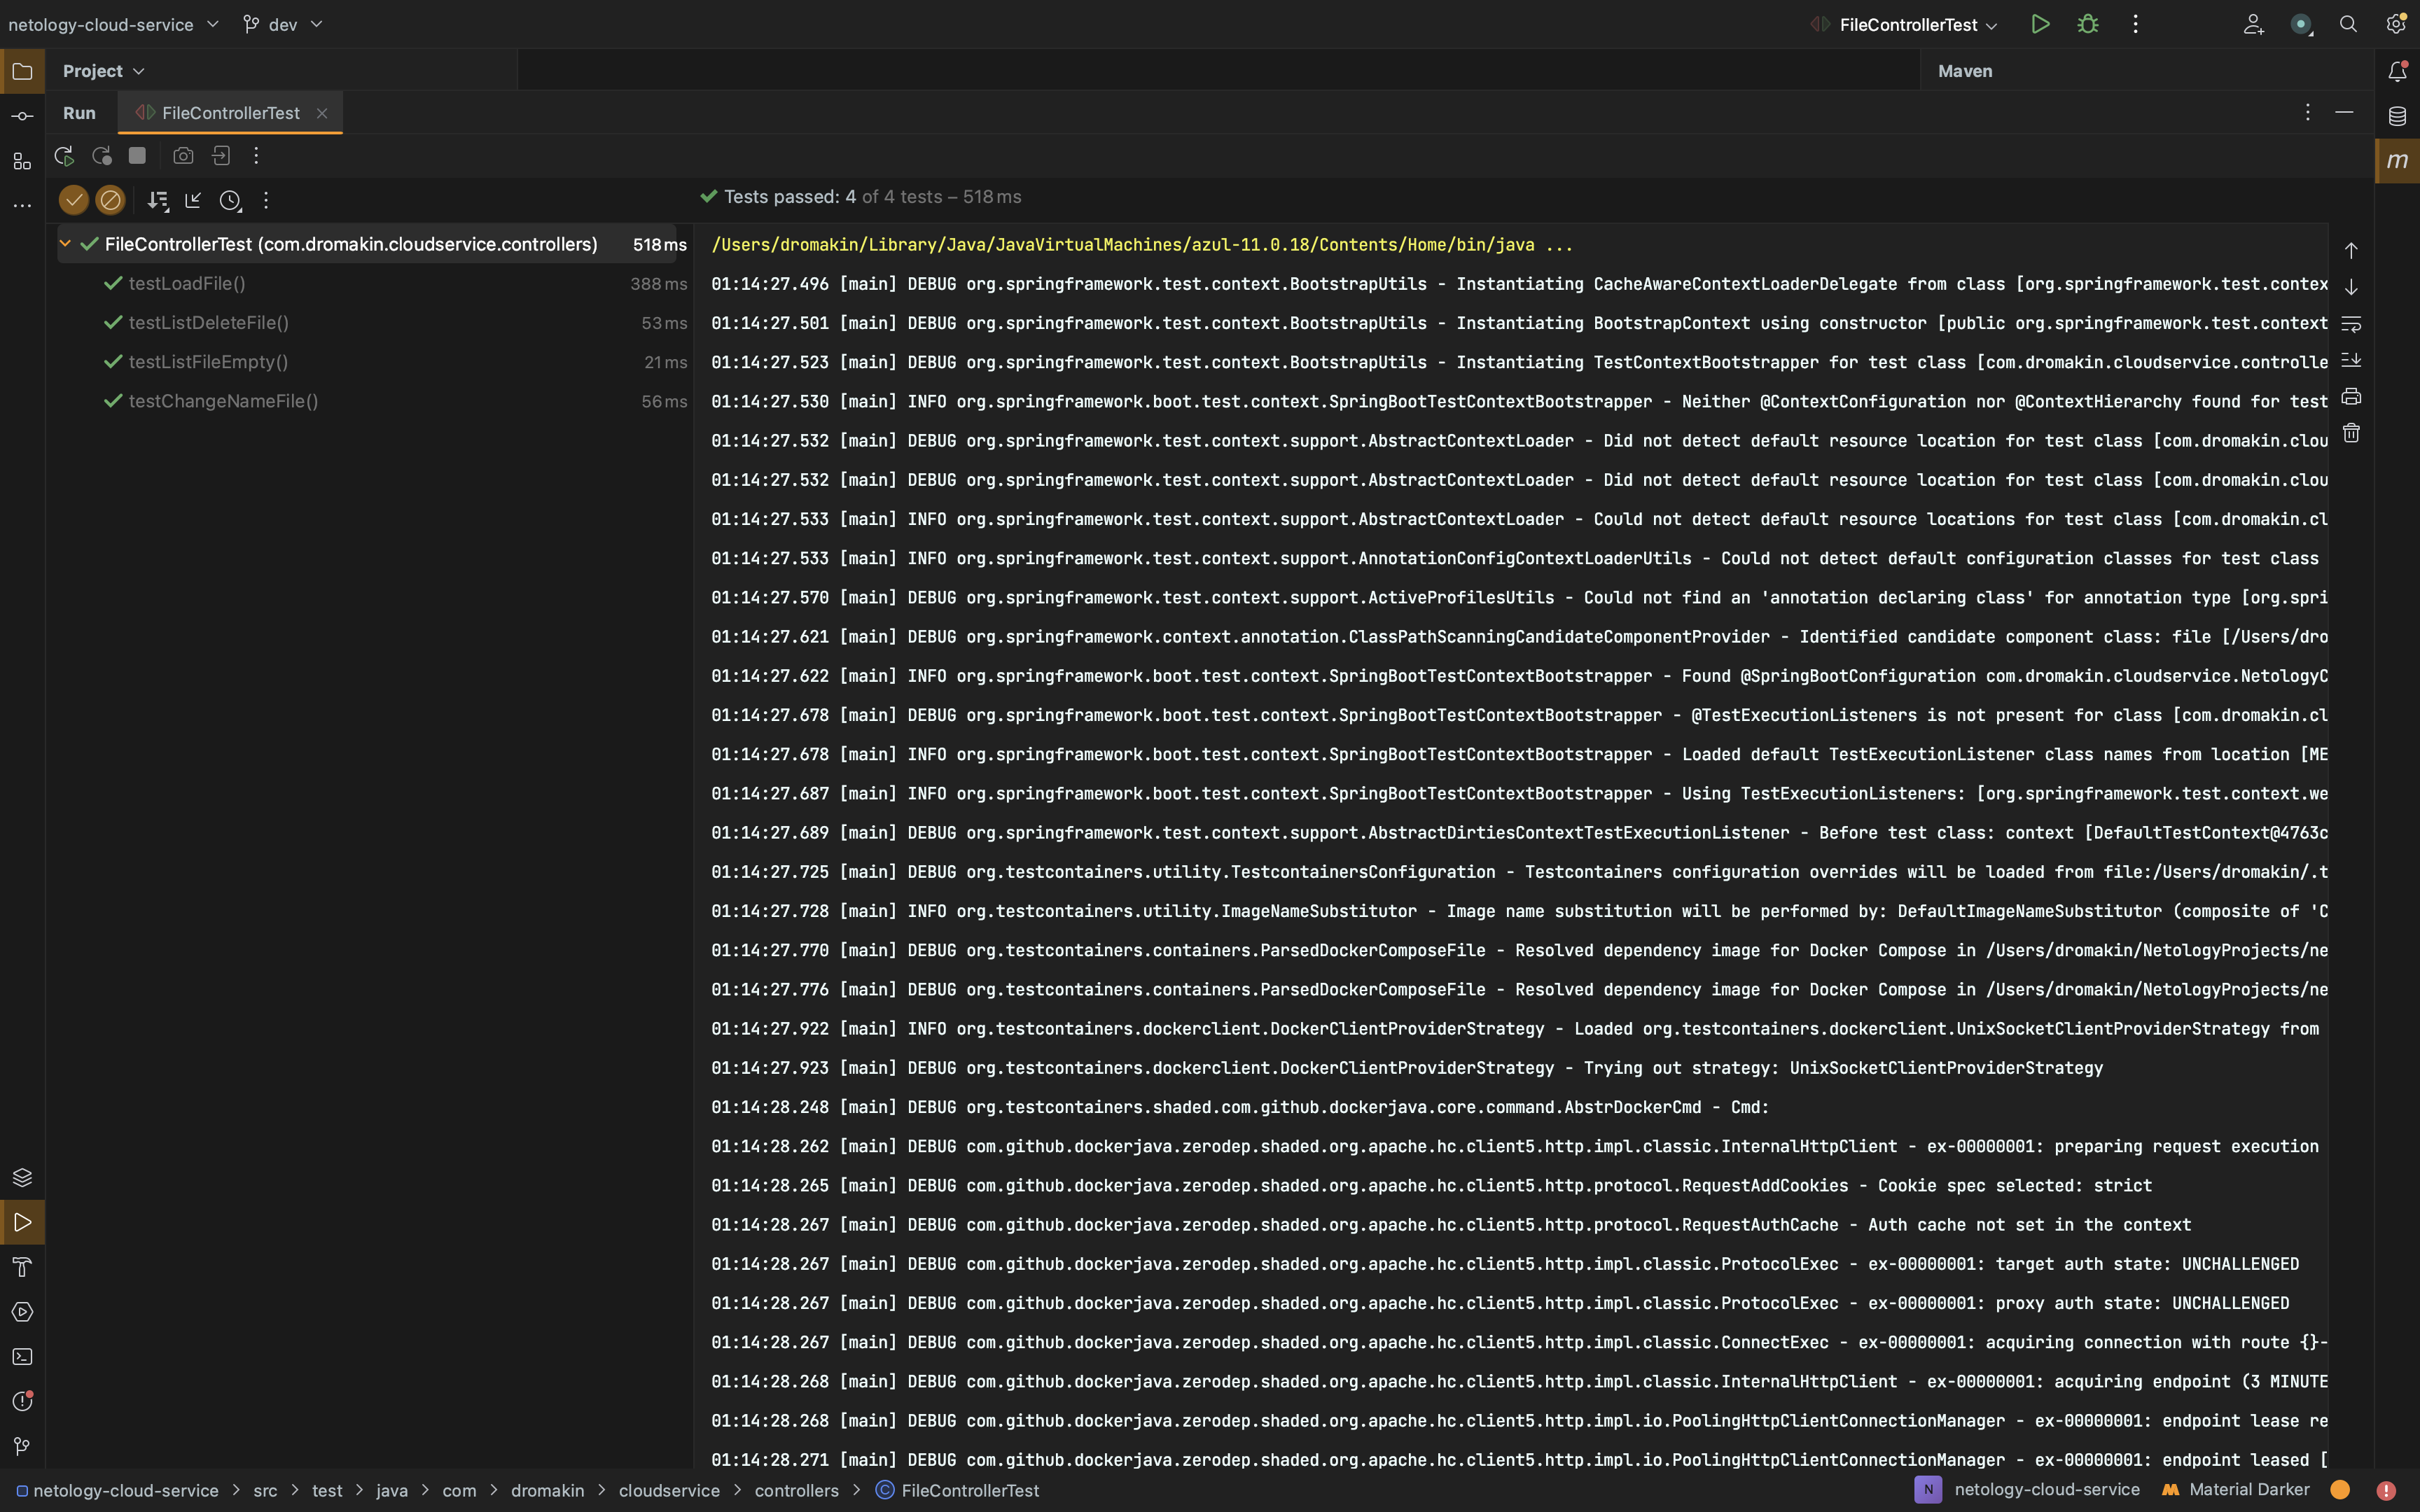 netology-cloud-service dev FileControllerTest
Project Maven
Run FileControllerTest
Tests passed: 4 of 4 tests – 518 ms
FileControllerTest (com.dromakin.cloudservice.controllers) 518 ms
testLoadFile() 388 ms
testListDeleteFile() 53 ms
testListFileEmpty() 21 ms
testChangeNameFile() 56 ms
/Users/dromakin/Library/Java/JavaVirtualMachines/azul-11.0.18/Contents/Home/bin/java ...
01:14:27.496 [main] DEBUG org.springframework.test.context.BootstrapUtils - Instantiating CacheAwareContextLoaderDelegate from class [org.springframework.test.contex
01:14:27.501 [main] DEBUG org.springframework.test.context.BootstrapUtils - Instantiating BootstrapContext using constructor [public org.springframework.test.context
01:14:27.523 [main] DEBUG org.springframework.test.context.BootstrapUtils - Instantiating TestContextBootstrapper for test class [com.dromakin.cloudservice.controlle
01:14:27.530 [main] INFO org.springframework.boot.test.context.SpringBootTestContextBootstrapper - Neither @ContextConfiguration nor @ContextHierarchy found for test
01:14:27.532 [main] DEBUG org.springframework.test.context.support.AbstractContextLoader - Did not detect default resource location for test class [com.dromakin.clou
01:14:27.532 [main] DEBUG org.springframework.test.context.support.AbstractContextLoader - Did not detect default resource location for test class [com.dromakin.clou
01:14:27.533 [main] INFO org.springframework.test.context.support.AbstractContextLoader - Could not detect default resource locations for test class [com.dromakin.cl
01:14:27.533 [main] INFO org.springframework.test.context.support.AnnotationConfigContextLoaderUtils - Could not detect default configuration classes for test class
01:14:27.570 [main] DEBUG org.springframework.test.context.support.ActiveProfilesUtils - Could not find an 'annotation declaring class' for annotation type [org.spri
01:14:27.621 [main] DEBUG org.springframework.context.annotation.ClassPathScanningCandidateComponentProvider - Identified candidate component class: file [/Users/dro
01:14:27.622 [main] INFO org.springframework.boot.test.context.SpringBootTestContextBootstrapper - Found @SpringBootConfiguration com.dromakin.cloudservice.NetologyC
01:14:27.678 [main] DEBUG org.springframework.boot.test.context.SpringBootTestContextBootstrapper - @TestExecutionListeners is not present for class [com.dromakin.cl
01:14:27.678 [main] INFO org.springframework.boot.test.context.SpringBootTestContextBootstrapper - Loaded default TestExecutionListener class names from location [ME
01:14:27.687 [main] INFO org.springframework.boot.test.context.SpringBootTestContextBootstrapper - Using TestExecutionListeners: [org.springframework.test.context.we
01:14:27.689 [main] DEBUG org.springframework.test.context.support.AbstractDirtiesContextTestExecutionListener - Before test class: context [DefaultTestContext@4763c
01:14:27.725 [main] DEBUG org.testcontainers.utility.TestcontainersConfiguration - Testcontainers configuration overrides will be loaded from file:/Users/dromakin/.t
01:14:27.728 [main] INFO org.testcontainers.utility.ImageNameSubstitutor - Image name substitution will be performed by: DefaultImageNameSubstitutor (composite of 'C
01:14:27.770 [main] DEBUG org.testcontainers.containers.ParsedDockerComposeFile - Resolved dependency image for Docker Compose in /Users/dromakin/NetologyProjects/ne
01:14:27.776 [main] DEBUG org.testcontainers.containers.ParsedDockerComposeFile - Resolved dependency image for Docker Compose in /Users/dromakin/NetologyProjects/ne
01:14:27.922 [main] INFO org.testcontainers.dockerclient.DockerClientProviderStrategy - Loaded org.testcontainers.dockerclient.UnixSocketClientProviderStrategy from
01:14:27.923 [main] DEBUG org.testcontainers.dockerclient.DockerClientProviderStrategy - Trying out strategy: UnixSocketClientProviderStrategy
01:14:28.248 [main] DEBUG org.testcontainers.shaded.com.github.dockerjava.core.command.AbstrDockerCmd - Cmd:
01:14:28.262 [main] DEBUG com.github.dockerjava.zerodep.shaded.org.apache.hc.client5.http.impl.classic.InternalHttpClient - ex-00000001: preparing request execution
01:14:28.265 [main] DEBUG com.github.dockerjava.zerodep.shaded.org.apache.hc.client5.http.protocol.RequestAddCookies - Cookie spec selected: strict
01:14:28.267 [main] DEBUG com.github.dockerjava.zerodep.shaded.org.apache.hc.client5.http.protocol.RequestAuthCache - Auth cache not set in the context
01:14:28.267 [main] DEBUG com.github.dockerjava.zerodep.shaded.org.apache.hc.client5.http.impl.classic.ProtocolExec - ex-00000001: target auth state: UNCHALLENGED
01:14:28.267 [main] DEBUG com.github.dockerjava.zerodep.shaded.org.apache.hc.client5.http.impl.classic.ProtocolExec - ex-00000001: proxy auth state: UNCHALLENGED
01:14:28.267 [main] DEBUG com.github.dockerjava.zerodep.shaded.org.apache.hc.client5.http.impl.classic.ConnectExec - ex-00000001: acquiring connection with route {}-
01:14:28.268 [main] DEBUG com.github.dockerjava.zerodep.shaded.org.apache.hc.client5.http.impl.classic.InternalHttpClient - ex-00000001: acquiring endpoint (3 MINUTE
01:14:28.268 [main] DEBUG com.github.dockerjava.zerodep.shaded.org.apache.hc.client5.http.impl.io.PoolingHttpClientConnectionManager - ex-00000001: endpoint lease re
01:14:28.271 [main] DEBUG com.github.dockerjava.zerodep.shaded.org.apache.hc.client5.http.impl.io.PoolingHttpClientConnectionManager - ex-00000001: endpoint leased [
netology-cloud-service > src > test > java > com > dromakin > cloudservice > controllers > FileControllerTest N netology-cloud-service Material Darker